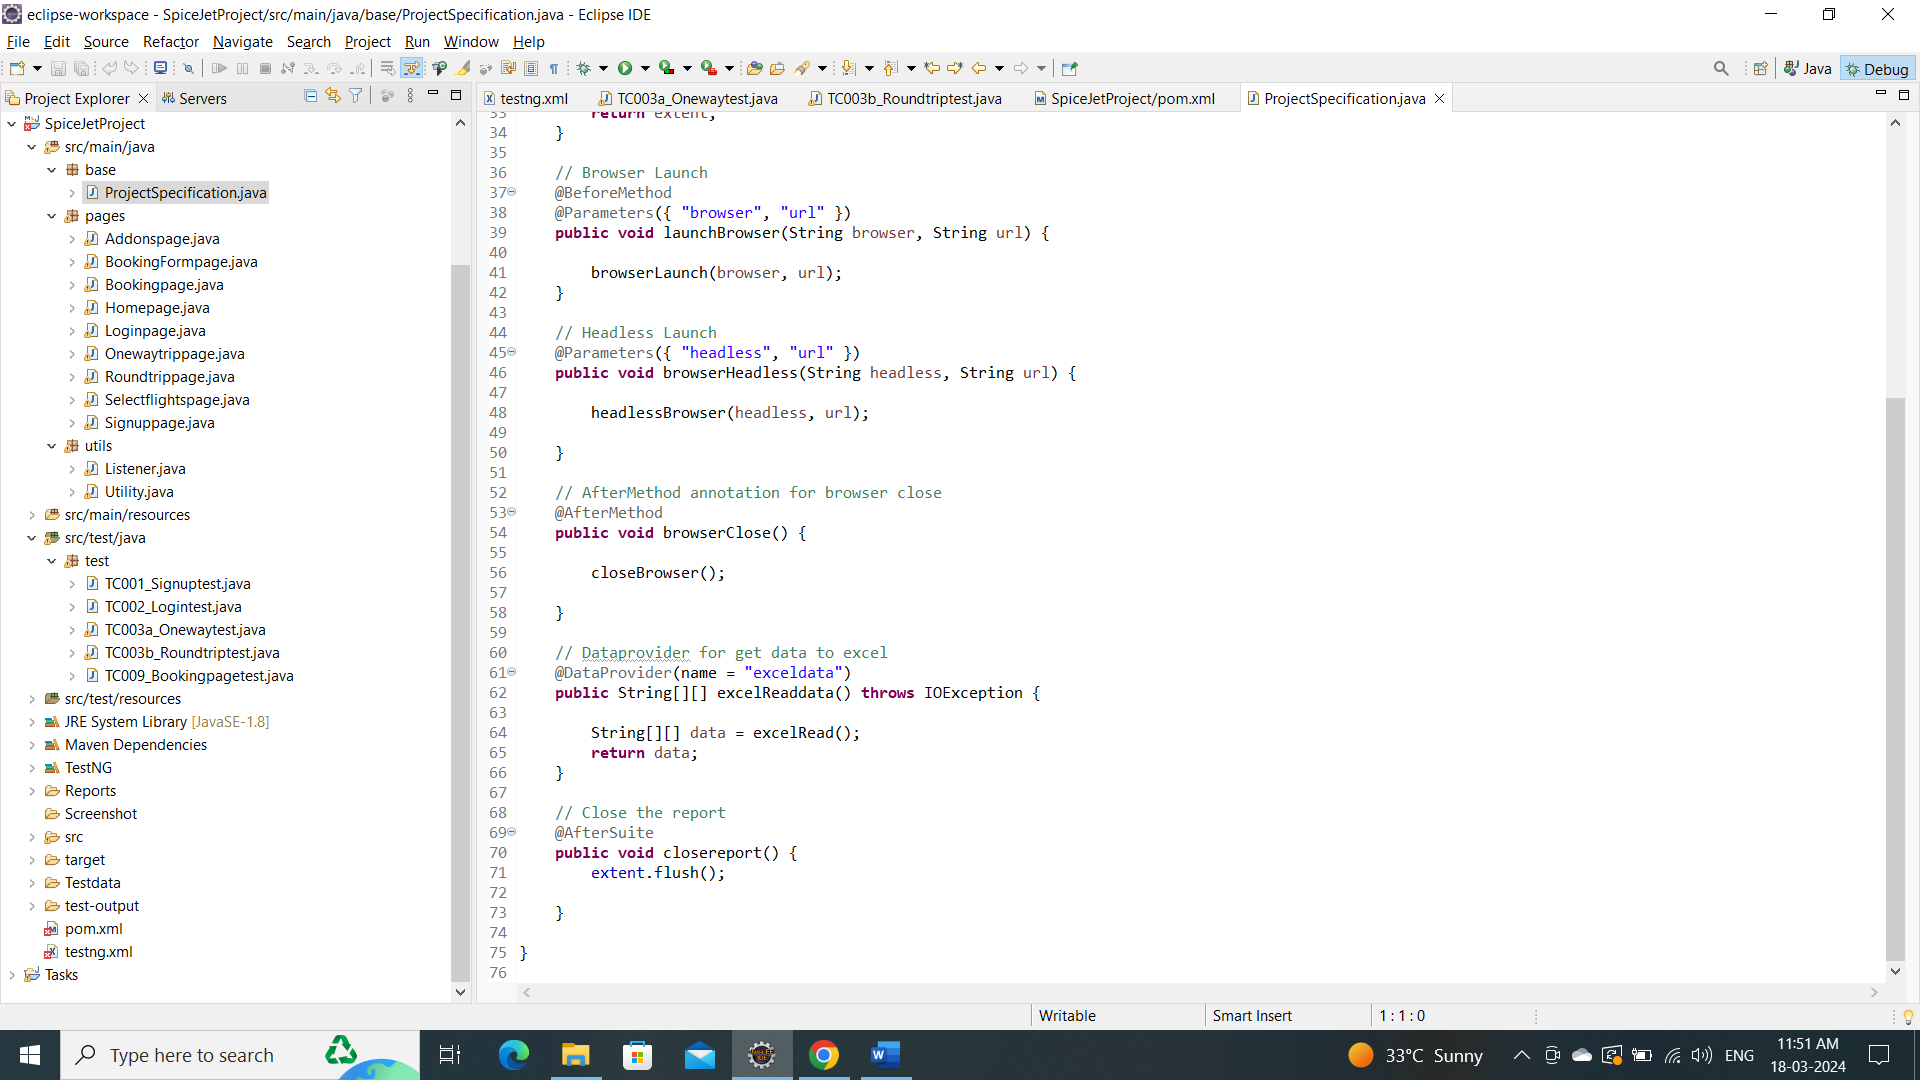 eclipse-workspace - SpiceJetProject/src/main/java/base/ProjectSpecification.java - Eclipse IDE
File Edit Source Refactor Navigate Search Project Run Window Help
Java Debug
Project Explorer Servers
testng.xml TC003a_Onewaytest.java TC003b_Roundtriptest.java SpiceJetProject/pom.xml ProjectSpecification.java
SpiceJetProject
src/main/java
base
ProjectSpecification.java
pages
Addonspage.java
BookingFormpage.java
Bookingpage.java
Homepage.java
Loginpage.java
Onewaytrippage.java
Roundtrippage.java
Selectflightspage.java
Signuppage.java
utils
Listener.java
Utility.java
src/main/resources
src/test/java
test
TC001_Signuptest.java
TC002_Logintest.java
TC003a_Onewaytest.java
TC003b_Roundtriptest.java
TC009_Bookingpagetest.java
src/test/resources
JRE System Library [JavaSE-1.8]
Maven Dependencies
TestNG
Reports
Screenshot
src
target
Testdata
test-output
pom.xml
testng.xml
Tasks
33 return extent;
34 }
35
36 // Browser Launch
37 @BeforeMethod
38 @Parameters({ "browser", "url" })
39 public void launchBrowser(String browser, String url) {
40
41 browserLaunch(browser, url);
42 }
43
44 // Headless Launch
45 @Parameters({ "headless", "url" })
46 public void browserHeadless(String headless, String url) {
47
48 headlessBrowser(headless, url);
49
50 }
51
52 // AfterMethod annotation for browser close
53 @AfterMethod
54 public void browserClose() {
55
56 closeBrowser();
57
58 }
59
60 // Dataprovider for get data to excel
61 @DataProvider(name = "exceldata")
62 public String[][] excelReaddata() throws IOException {
63
64 String[][] data = excelRead();
65 return data;
66 }
67
68 // Close the report
69 @AfterSuite
70 public void closereport() {
71 extent.flush();
72
73 }
74
75 }
76
Writable Smart Insert 1 : 1 : 0
Type here to search
33°C Sunny
ENG
11:51 AM
18-03-2024